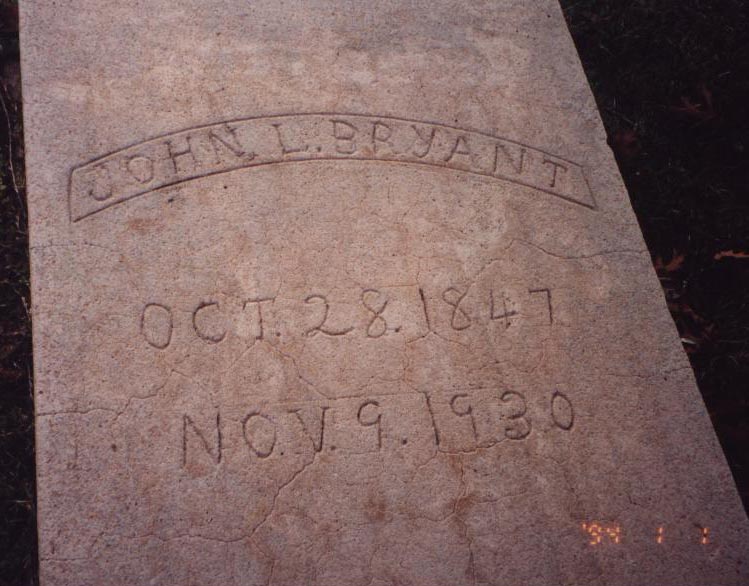 JOHN. L. BRYANT
OCT. 28. 1847
NOV. 9. 1930
'94 1 1